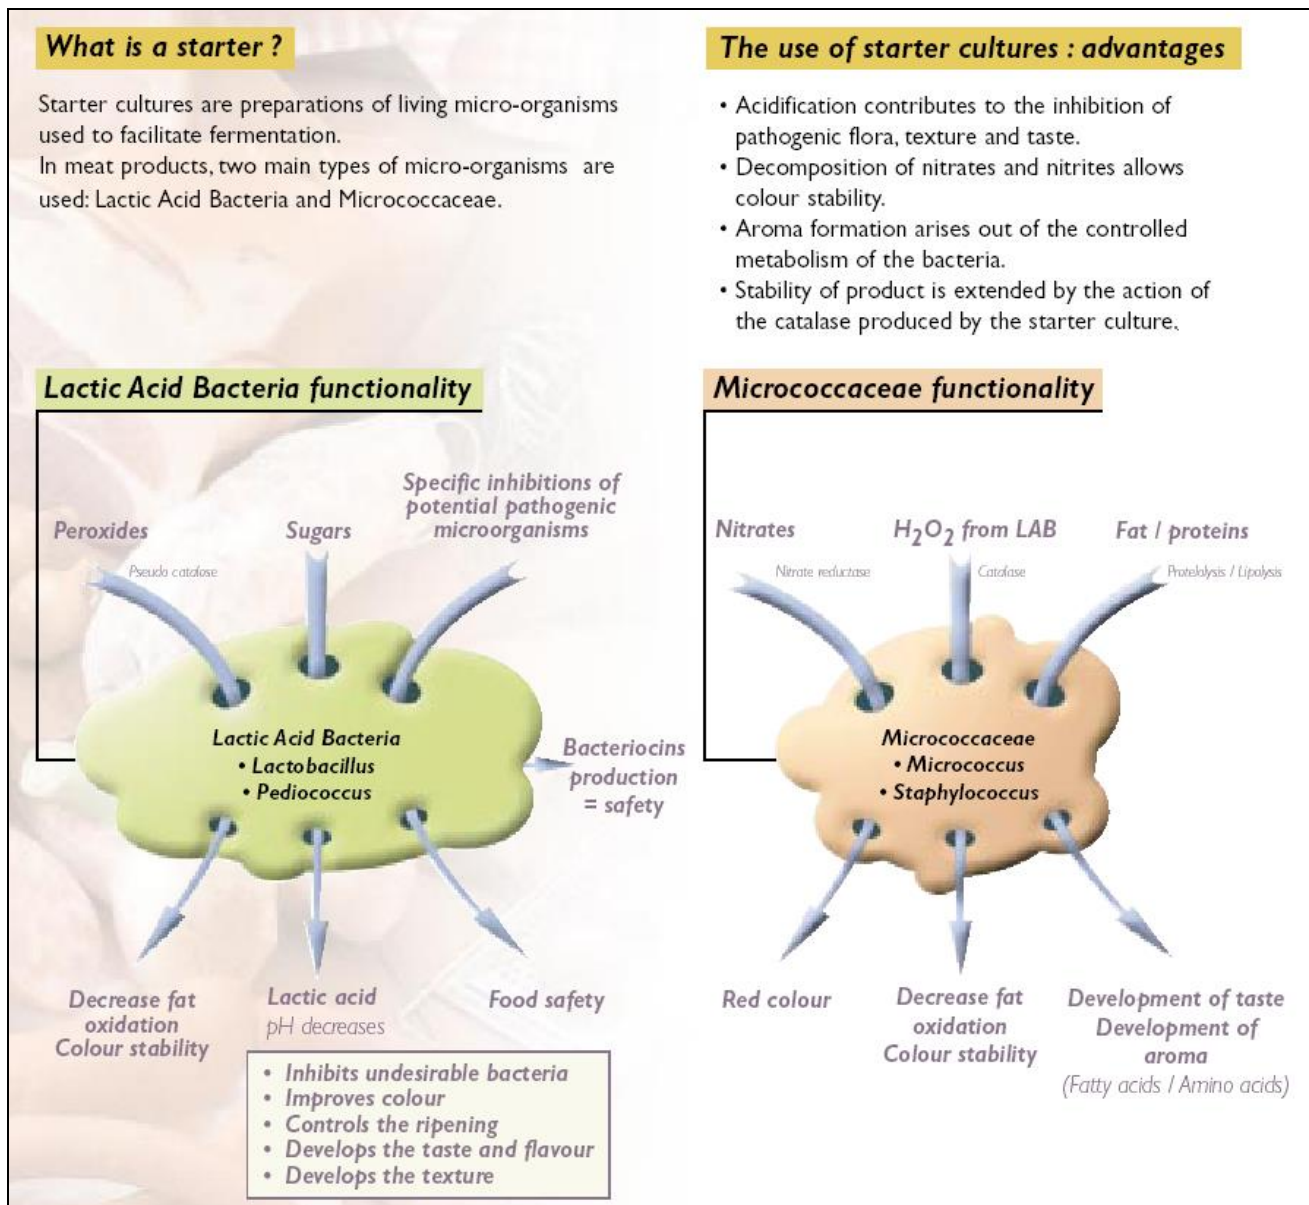 What is a starter ?
Starter cultures are preparations of living micro-organisms
used to facilitate fermentation.
In meat products, two main types of micro-organisms are
used: Lactic Acid Bacteria and Micrococcaceae.
The use of starter cultures : advantages
• Acidification contributes to the inhibition of
pathogenic flora, texture and taste.
• Decomposition of nitrates and nitrites allows
colour stability.
• Aroma formation arises out of the controlled
metabolism of the bacteria.
• Stability of product is extended by the action of
the catalase produced by the starter culture.
Lactic Acid Bacteria functionality
Peroxides
Pseudo catalase
Sugars
Specific inhibitions of
potential pathogenic
microorganisms
Lactic Acid Bacteria
• Lactobacillus
• Pediococcus
Bacteriocins
production
= safety
Decrease fat
oxidation
Colour stability
Lactic acid
pH decreases
Food safety
• Inhibits undesirable bacteria
• Improves colour
• Controls the ripening
• Develops the taste and flavour
• Develops the texture
Micrococcaceae functionality
Nitrates
Nitrate reductase
H₂O₂ from LAB
Catalase
Fat / proteins
Protelolysis / Lipolysis
Micrococcaceae
• Micrococcus
• Staphylococcus
Red colour
Decrease fat
oxidation
Colour stability
Development of taste
Development of
aroma
(Fatty acids / Amino acids)